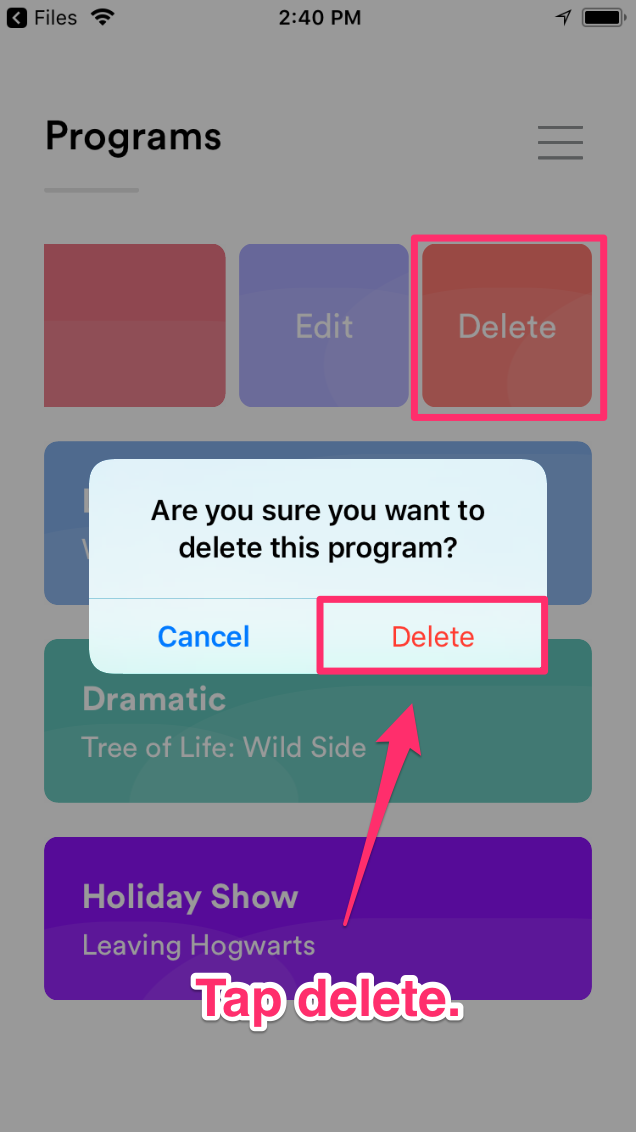 Files
2:40 PM
Programs
Edit
Delete
Are you sure you want to
delete this program?
Cancel
Delete
Dramatic
Tree of Life: Wild Side
Holiday Show
Leaving Hogwarts
Tap delete.